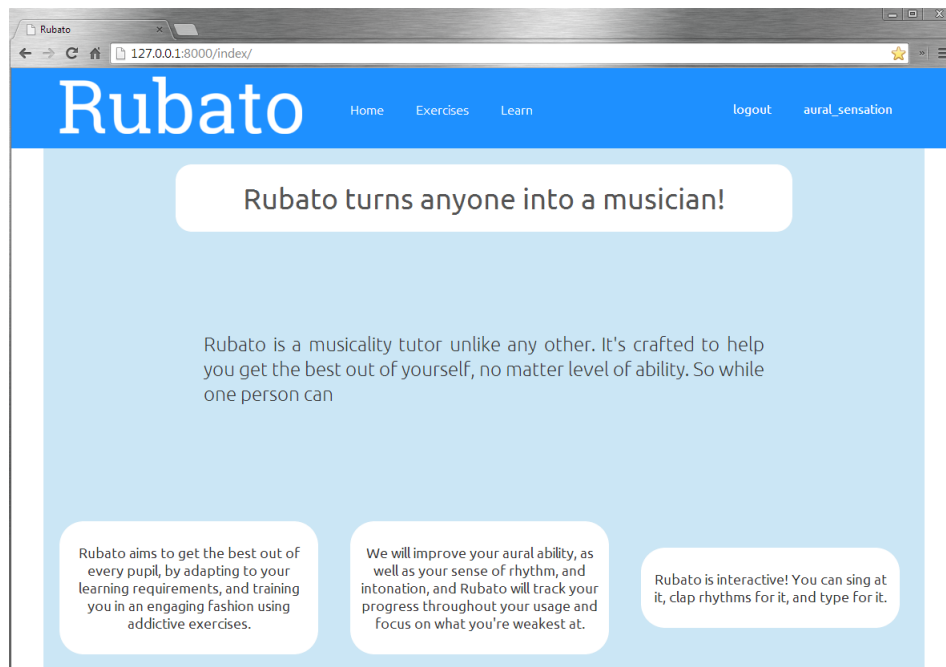 Rubato
127.0.0.1:8000/index/
Rubato
Home Exercises Learn logout aural_sensation
Rubato turns anyone into a musician!
Rubato is a musicality tutor unlike any other. It's crafted to help
you get the best out of yourself, no matter level of ability. So while
one person can
Rubato aims to get the best out of
every pupil, by adapting to your
learning requirements, and training
you in an engaging fashion using
addictive exercises.
We will improve your aural ability, as
well as your sense of rhythm, and
intonation, and Rubato will track your
progress throughout your usage and
focus on what you're weakest at.
Rubato is interactive! You can sing at
it, clap rhythms for it, and type for it.